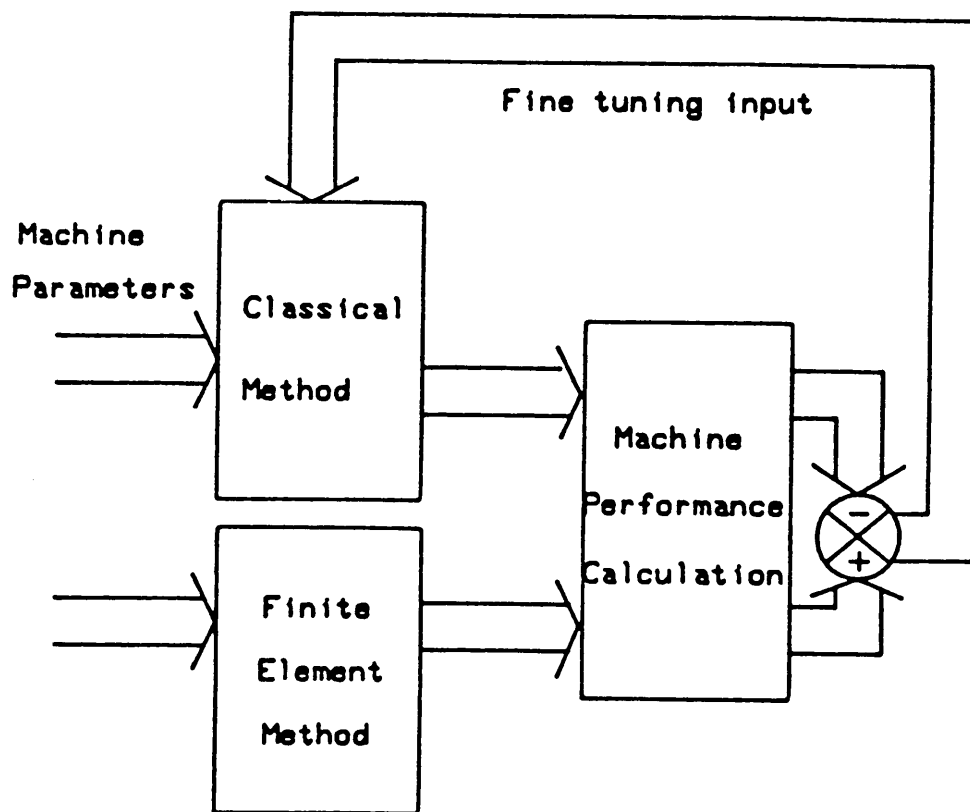 Fine tuning input
Machine
Parameters
Classical
Method
Machine
Performance
Calculation
−
+
Finite
Element
Method